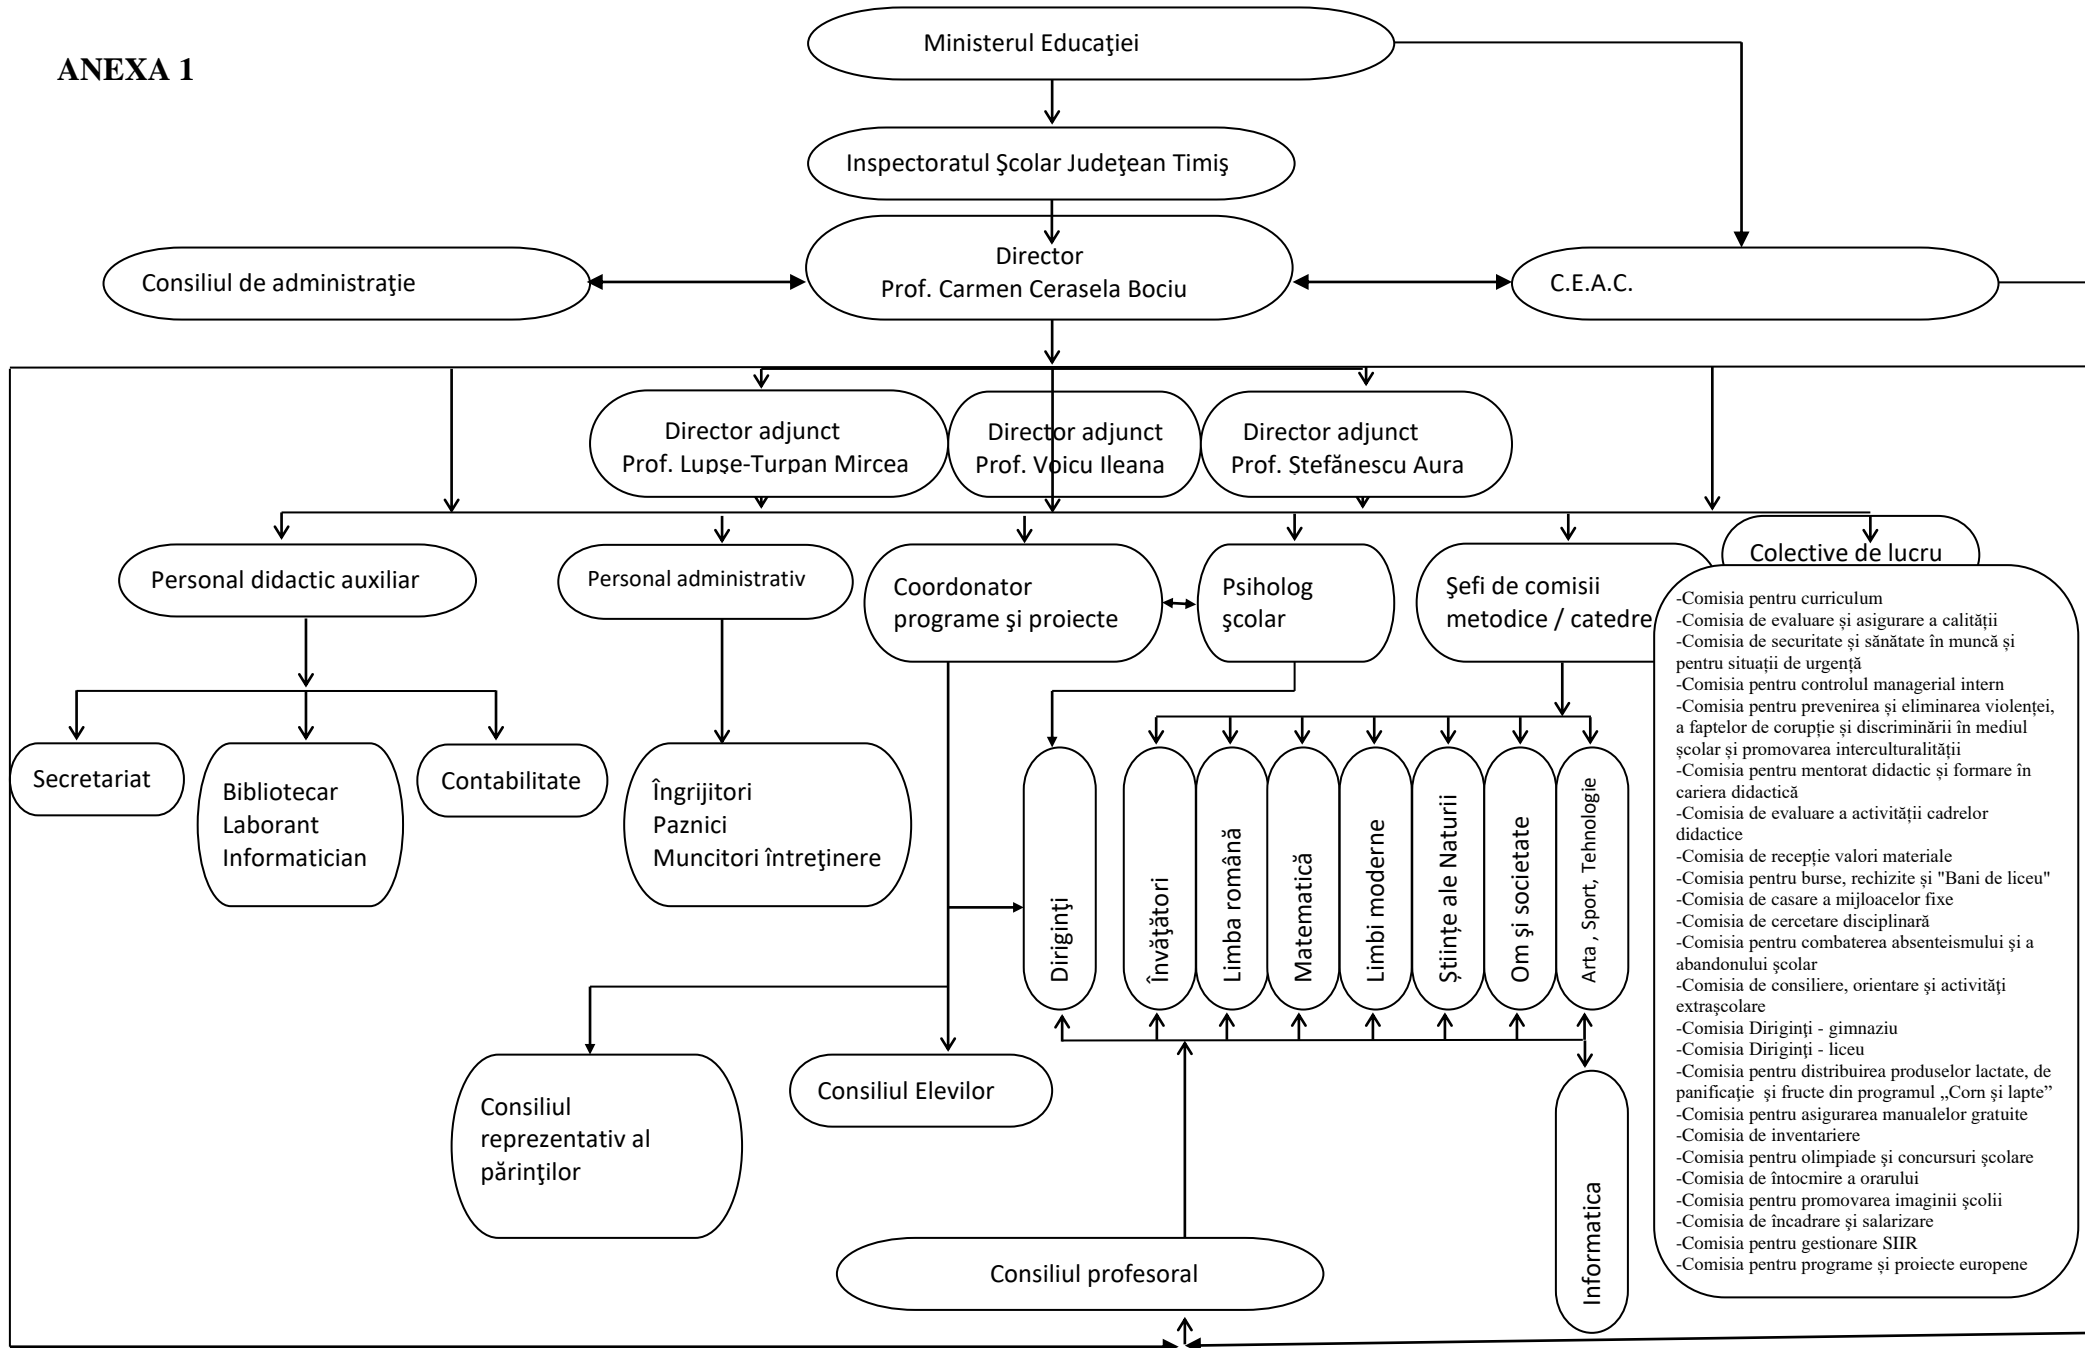 Ministerul Educaţiei
ANEXA 1
Inspectoratul Şcolar Judeţean Timiş
Director
Prof. Carmen Cerasela Bociu
Consiliul de administraţie
C.E.A.C.
Director adjunct
Prof. Lupşe-Turpan Mircea
Director adjunct
Prof. Voicu Ileana
Director adjunct
Prof. Ștefănescu Aura
Personal didactic auxiliar
Personal administrativ
Coordonator
programe şi proiecte
Psiholog
şcolar
Şefi de comisii
metodice / catedre
Colective de lucru
-Comisia pentru curriculum
-Comisia de evaluare și asigurare a calității
-Comisia de securitate și sănătate în muncă și
pentru situații de urgență
-Comisia pentru controlul managerial intern
-Comisia pentru prevenirea și eliminarea violenței,
a faptelor de corupție și discriminării în mediul
școlar și promovarea interculturalității
-Comisia pentru mentorat didactic și formare în
cariera didactică
-Comisia de evaluare a activității cadrelor
didactice
-Comisia de recepție valori materiale
-Comisia pentru burse, rechizite și "Bani de liceu"
-Comisia de casare a mijloacelor fixe
-Comisia de cercetare disciplinară
-Comisia pentru combaterea absenteismului și a
abandonului școlar
-Comisia de consiliere, orientare şi activităţi
extraşcolare
-Comisia Diriginţi - gimnaziu
-Comisia Diriginţi - liceu
-Comisia pentru distribuirea produselor lactate, de
panificaţie și fructe din programul „Corn şi lapte”
-Comisia pentru asigurarea manualelor gratuite
-Comisia de inventariere
-Comisia pentru olimpiade şi concursuri şcolare
-Comisia de întocmire a orarului
-Comisia pentru promovarea imaginii şcolii
-Comisia de încadrare şi salarizare
-Comisia pentru gestionare SIIR
-Comisia pentru programe și proiecte europene
Secretariat
Bibliotecar
Laborant
Informatician
Contabilitate
Îngrijitori
Paznici
Muncitori întreţinere
Diriginţi
Învăţători
Limba română
Matematică
Limbi moderne
Științe ale Naturii
Om şi societate
Arta , Sport, Tehnologie
Consiliul
reprezentativ al
părinţilor
Consiliul Elevilor
Informatica
Consiliul profesoral